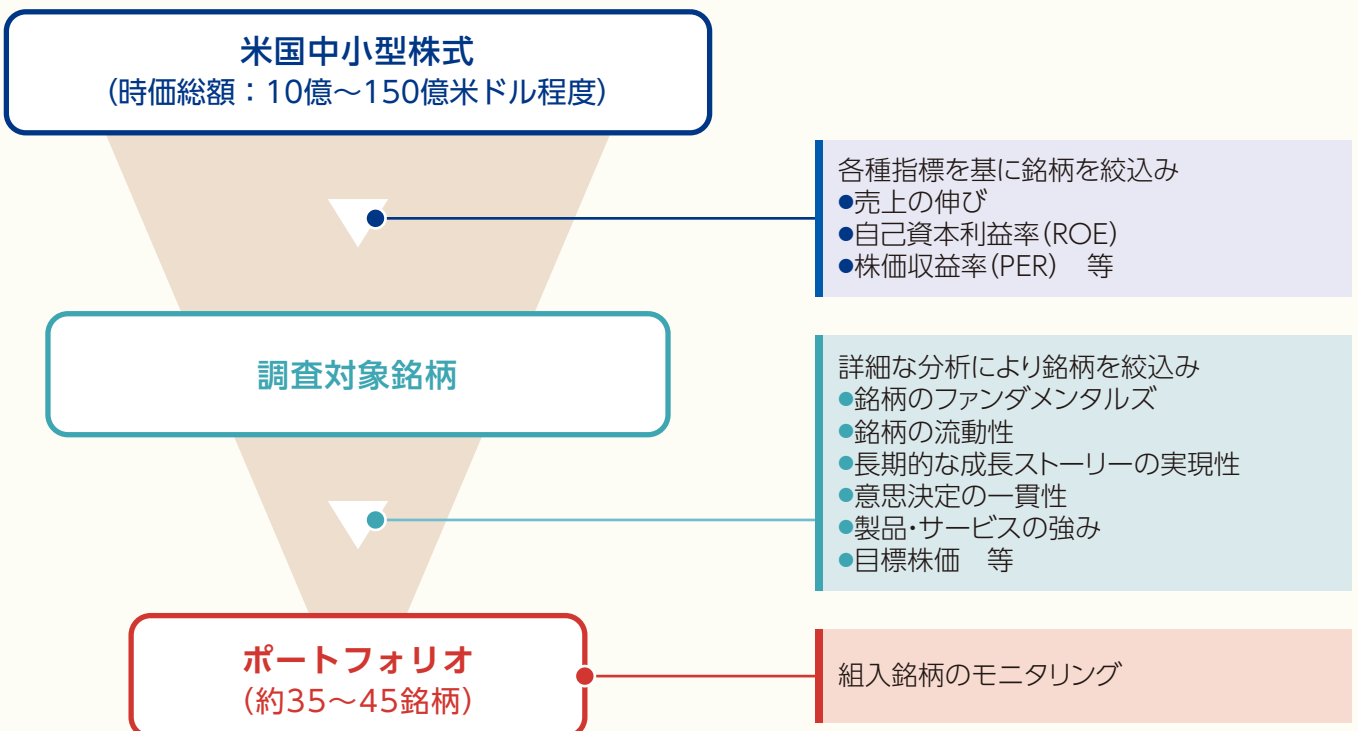 米国中小型株式
(時価総額：10億～150億米ドル程度)
各種指標を基に銘柄を絞込み
●売上の伸び
●自己資本利益率(ROE)
●株価収益率(PER)　等
調査対象銘柄
詳細な分析により銘柄を絞込み
●銘柄のファンダメンタルズ
●銘柄の流動性
●長期的な成長ストーリーの実現性
●意思決定の一貫性
●製品・サービスの強み
●目標株価　等
ポートフォリオ
(約35～45銘柄)
組入銘柄のモニタリング